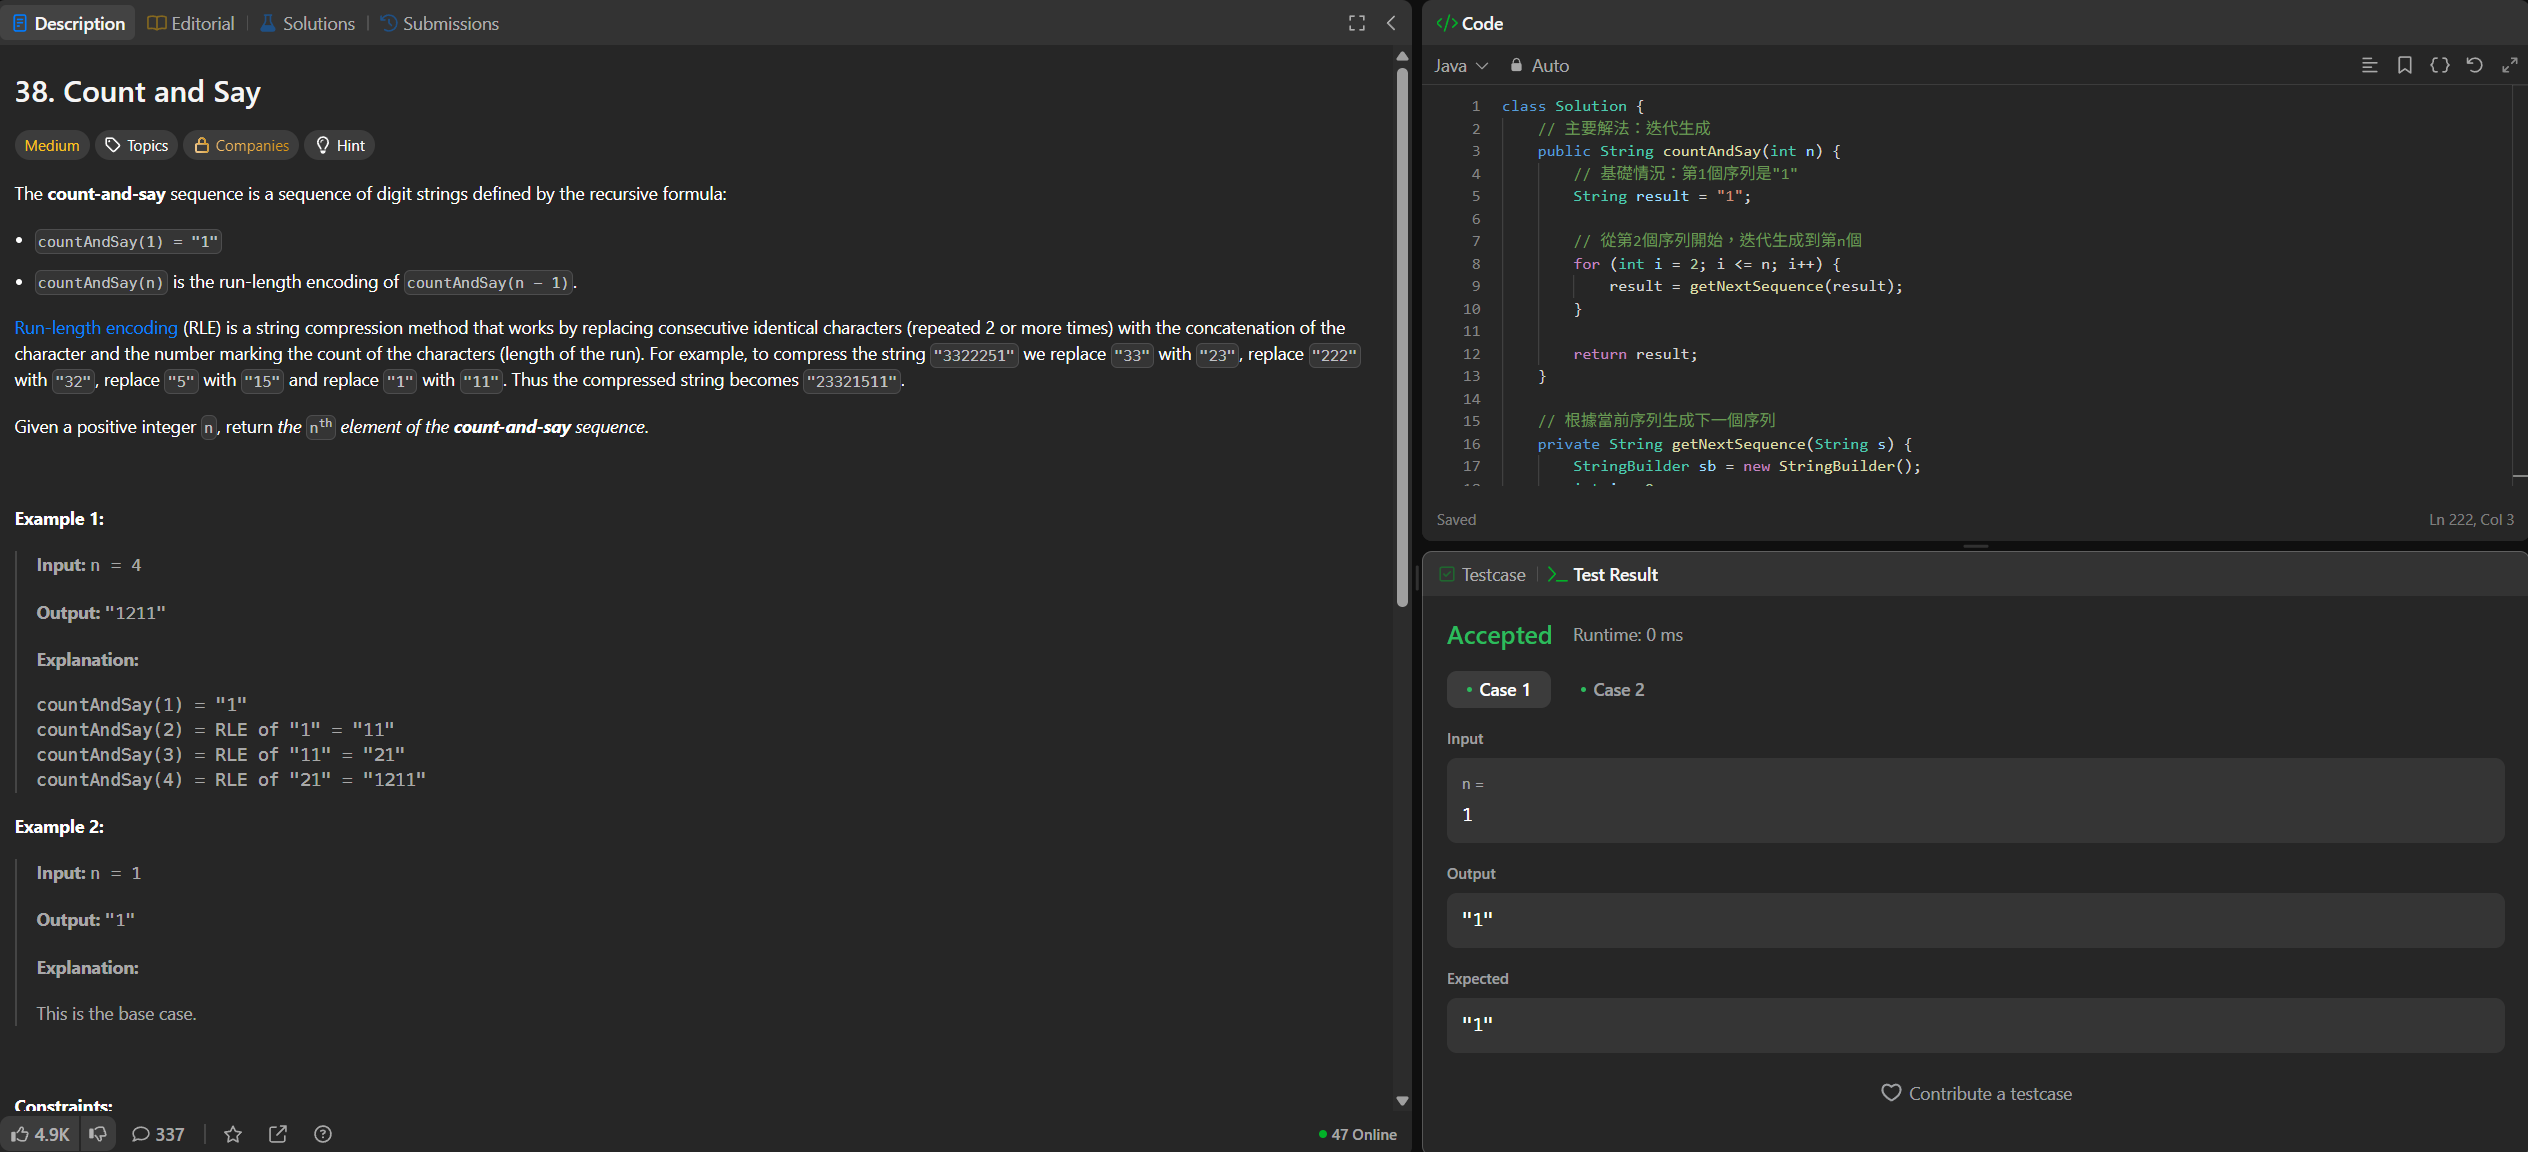 Description
Editorial
Solutions
Submissions
38. Count and Say
Medium
Topics
Companies
Hint
The count-and-say sequence is a sequence of digit strings defined by the recursive formula:
• countAndSay(1) = "1"
• countAndSay(n) is the run-length encoding of countAndSay(n - 1).
Run-length encoding (RLE) is a string compression method that works by replacing consecutive identical characters (repeated 2 or more times) with the concatenation of the
character and the number marking the count of the characters (length of the run). For example, to compress the string "3322251" we replace "33" with "23", replace "222"
with "32", replace "5" with "15" and replace "1" with "11". Thus the compressed string becomes "23321511".
Given a positive integer n, return the nth element of the count-and-say sequence.
Example 1:
Input: n = 4
Output: "1211"
Explanation:
countAndSay(1) = "1"
countAndSay(2) = RLE of "1" = "11"
countAndSay(3) = RLE of "11" = "21"
countAndSay(4) = RLE of "21" = "1211"
Example 2:
Input: n = 1
Output: "1"
Explanation:
This is the base case.
Constraints:
4.9K
337
47 Online
</> Code
Java
Auto
1 class Solution {
2 // 主要解法：迭代生成
3 public String countAndSay(int n) {
4 // 基礎情況：第1個序列是"1"
5 String result = "1";
6
7 // 從第2個序列開始，迭代生成到第n個
8 for (int i = 2; i <= n; i++) {
9 result = getNextSequence(result);
10 }
11
12 return result;
13 }
14
15 // 根據當前序列生成下一個序列
16 private String getNextSequence(String s) {
17 StringBuilder sb = new StringBuilder();
Saved
Ln 222, Col 3
Testcase
Test Result
Accepted
Runtime: 0 ms
• Case 1
• Case 2
Input
n =
1
Output
"1"
Expected
"1"
Contribute a testcase